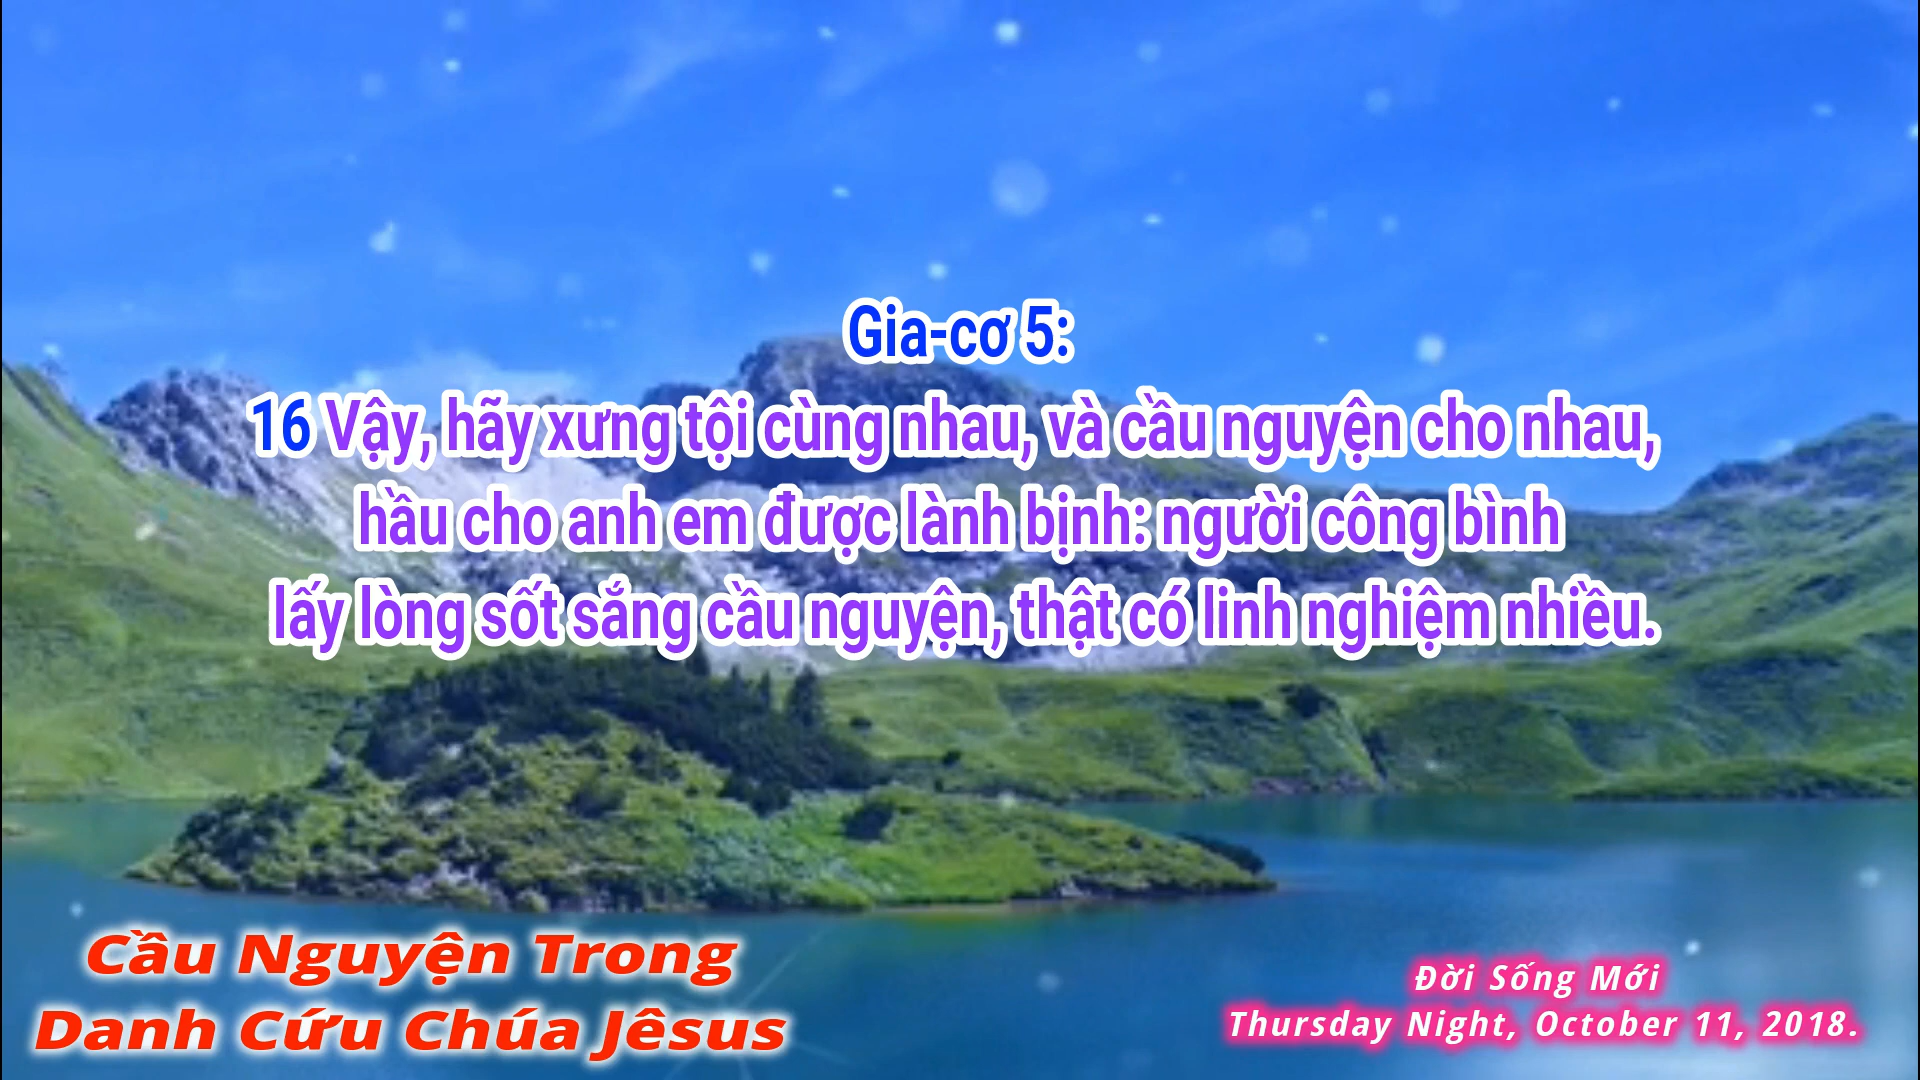 Gia-cơ 5:
16 Vậy, hãy xưng tội cùng nhau, và cầu nguyện cho nhau,
hầu cho anh em được lành bịnh: người công bình
lấy lòng sốt sắng cầu nguyện, thật có linh nghiệm nhiều.
Cầu Nguyện Trong
Danh Cứu Chúa Jêsus
Đời Sống Mới
Thursday Night, October 11, 2018.